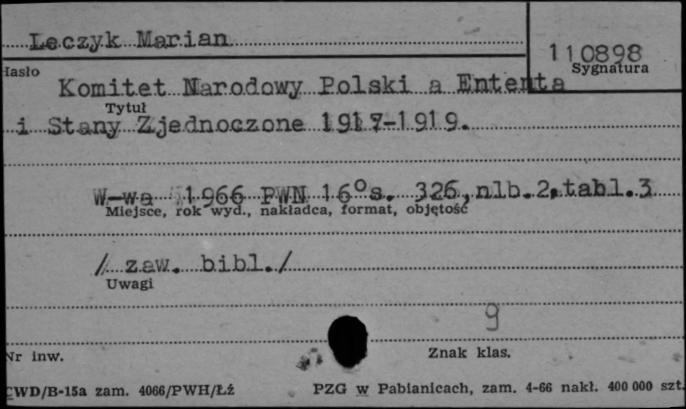 Leczyk Marian
110898
Hasło
Sygnatura
Komitet Narodowy Polski a Ententa
Tytuł
i Stany Zjednoczone 1917-1919.
W-wa 1966 PWN 16°s. 326,nlb.2,tabl.3
Miejsce, rok wyd., nakładca, format, objętość
/ zaw. bibl./
Uwagi
9
Nr inw.
Znak klas.
CWD/B-15a zam. 4066/PWH/Łź
PZG w Pabianicach, zam. 4-66 nakł. 400 000 szt.